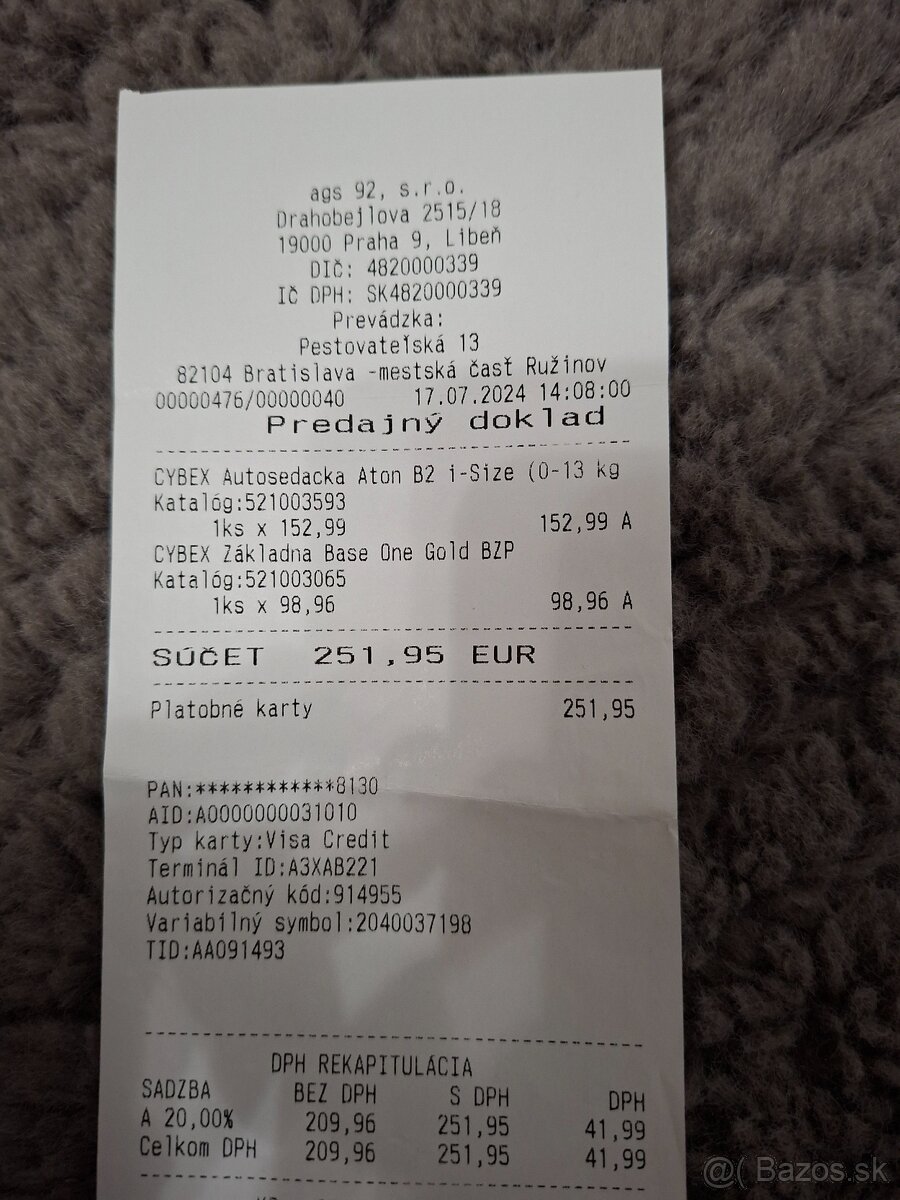 ags 92, s.r.o.
Drahobejlova 2515/18
19000 Praha 9, Libeň
DIČ: 4820000339
IČ DPH: SK4820000339
Prevádzka:
Pestovateľská 13
82104 Bratislava -mestská časť Ružinov
00000476/00000040 17.07.2024 14:08:00
Predajný doklad
CYBEX Autosedacka Aton B2 i-Size (0-13 kg
Katalóg:521003593
1ks x 152,99 152,99 A
CYBEX Základna Base One Gold BZP
Katalóg:521003065
1ks x 98,96 98,96 A
SÚČET 251,95 EUR
Platobné karty 251,95
PAN:************8130
AID:A0000000031010
Typ karty:Visa Credit
Terminál ID:A3XAB221
Autorizačný kód:914955
Variabilný symbol:2040037198
TID:AA091493
DPH REKAPITULÁCIA
SADZBA BEZ DPH S DPH DPH
A 20,00% 209,96 251,95 41,99
Celkom DPH 209,96 251,95 41,99
@( Bazos.sk